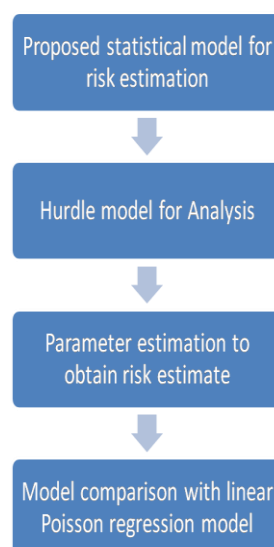 Proposed statistical model for
risk estimation
Hurdle model for Analysis
Parameter estimation to
obtain risk estimate
Model comparison with linear
Poisson regression model